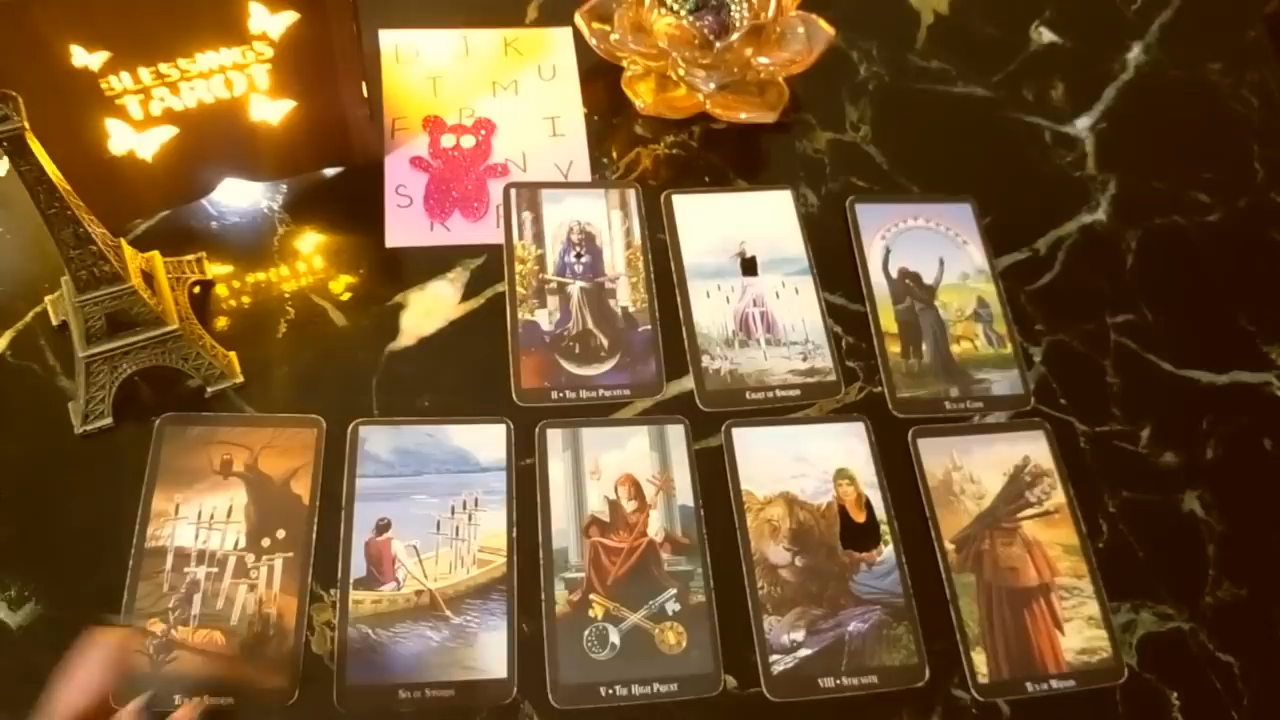 BLESSINGS
TAROT
D J K
T M U
F B I
S N V
K
II • THE HIGH PRIESTESS
EIGHT OF SWORDS
TEN OF CUPS
TEN OF SWORDS
SIX OF SWORDS
V • THE HIGH PRIEST
VIII • STRENGTH
TEN OF WANDS